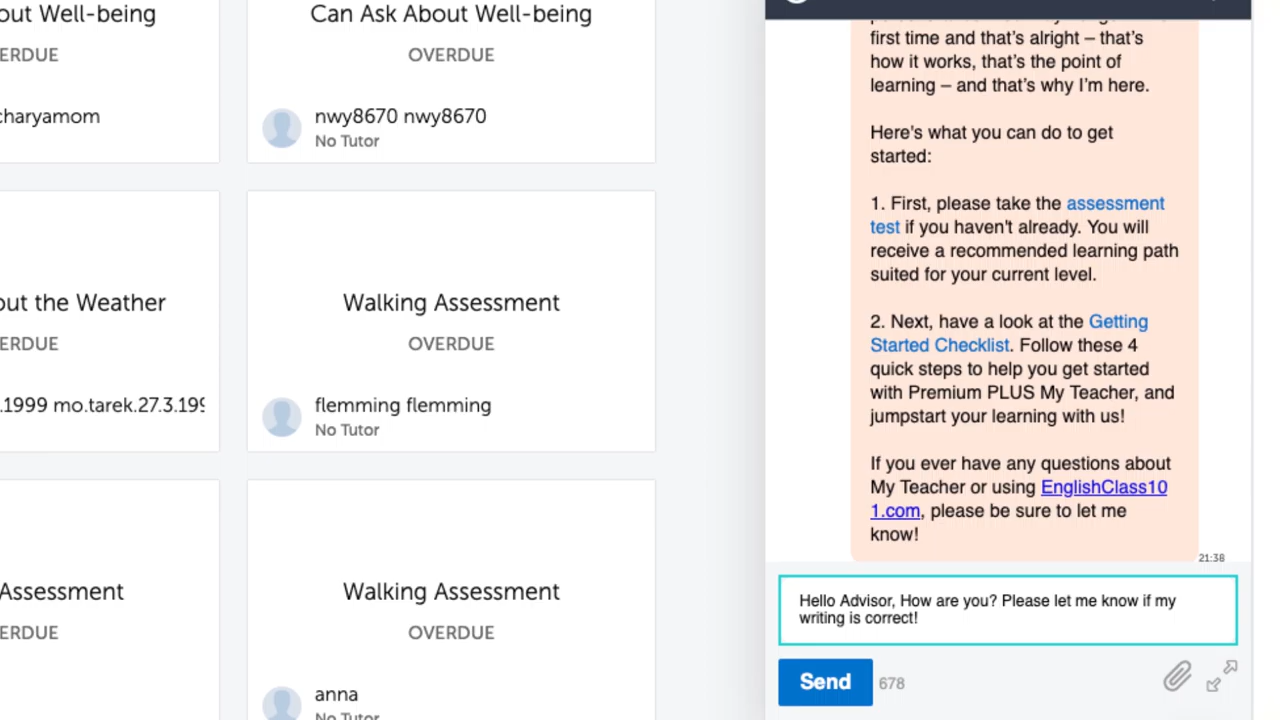 out Well-being
ERDUE
charyamom
Can Ask About Well-being
OVERDUE
nwy8670 nwy8670
No Tutor
out the Weather
ERDUE
.1999 mo.tarek.27.3.199
Walking Assessment
OVERDUE
flemming flemming
No Tutor
Assessment
ERDUE
Walking Assessment
OVERDUE
anna
No Tutor
first time and that’s alright – that’s
how it works, that’s the point of
learning – and that’s why I’m here.
Here's what you can do to get
started:
1. First, please take the assessment
test if you haven't already. You will
receive a recommended learning path
suited for your current level.
2. Next, have a look at the Getting
Started Checklist. Follow these 4
quick steps to help you get started
with Premium PLUS My Teacher, and
jumpstart your learning with us!
If you ever have any questions about
My Teacher or using EnglishClass10
1.com, please be sure to let me
know!
21:38
Hello Advisor, How are you? Please let me know if my
writing is correct!
Send
678